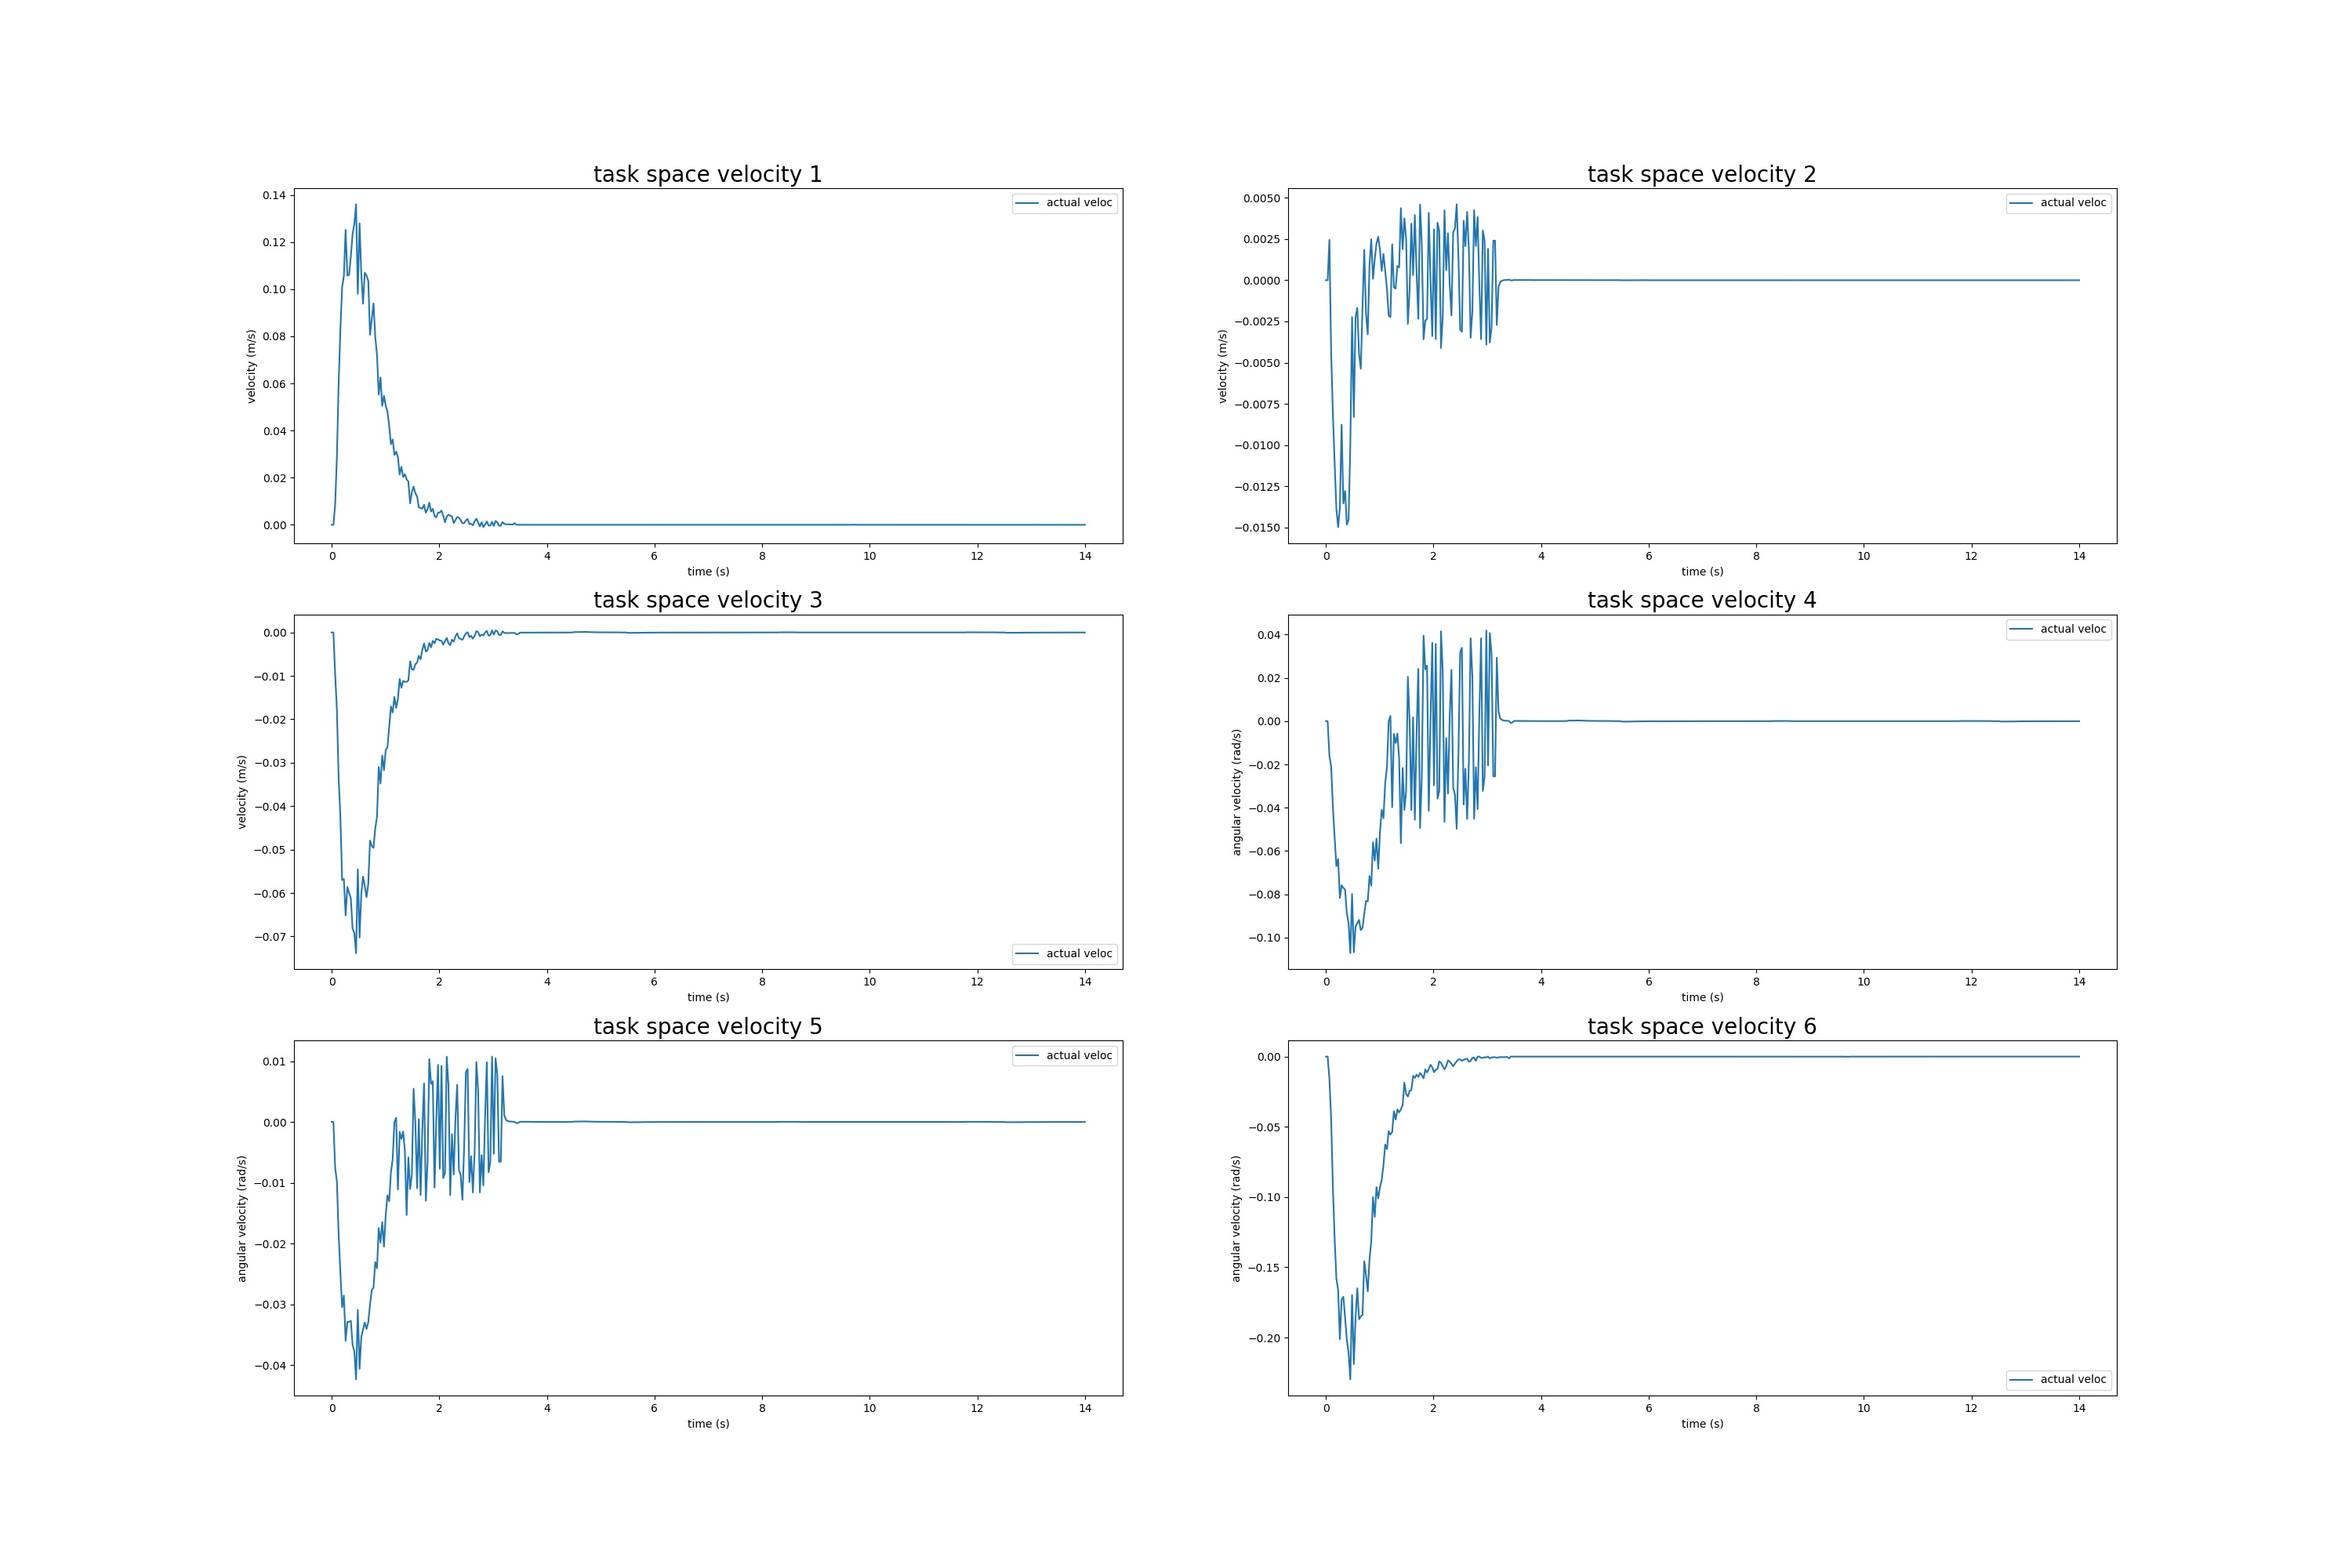 task space velocity 1
0.14
0.12
0.10
0.08
0.06
0.04
0.02
0.00
velocity (m/s)
actual veloc
0 2 4 6 8 10 12 14
time (s)
task space velocity 2
0.0050
0.0025
0.0000
−0.0025
−0.0050
−0.0075
−0.0100
−0.0125
−0.0150
velocity (m/s)
actual veloc
0 2 4 6 8 10 12 14
time (s)
task space velocity 3
0.00
−0.01
−0.02
−0.03
−0.04
−0.05
−0.06
−0.07
velocity (m/s)
actual veloc
0 2 4 6 8 10 12 14
time (s)
task space velocity 4
0.04
0.02
0.00
−0.02
−0.04
−0.06
−0.08
−0.10
angular velocity (rad/s)
actual veloc
0 2 4 6 8 10 12 14
time (s)
task space velocity 5
0.01
0.00
−0.01
−0.02
−0.03
−0.04
angular velocity (rad/s)
actual veloc
0 2 4 6 8 10 12 14
time (s)
task space velocity 6
0.00
−0.05
−0.10
−0.15
−0.20
angular velocity (rad/s)
actual veloc
0 2 4 6 8 10 12 14
time (s)